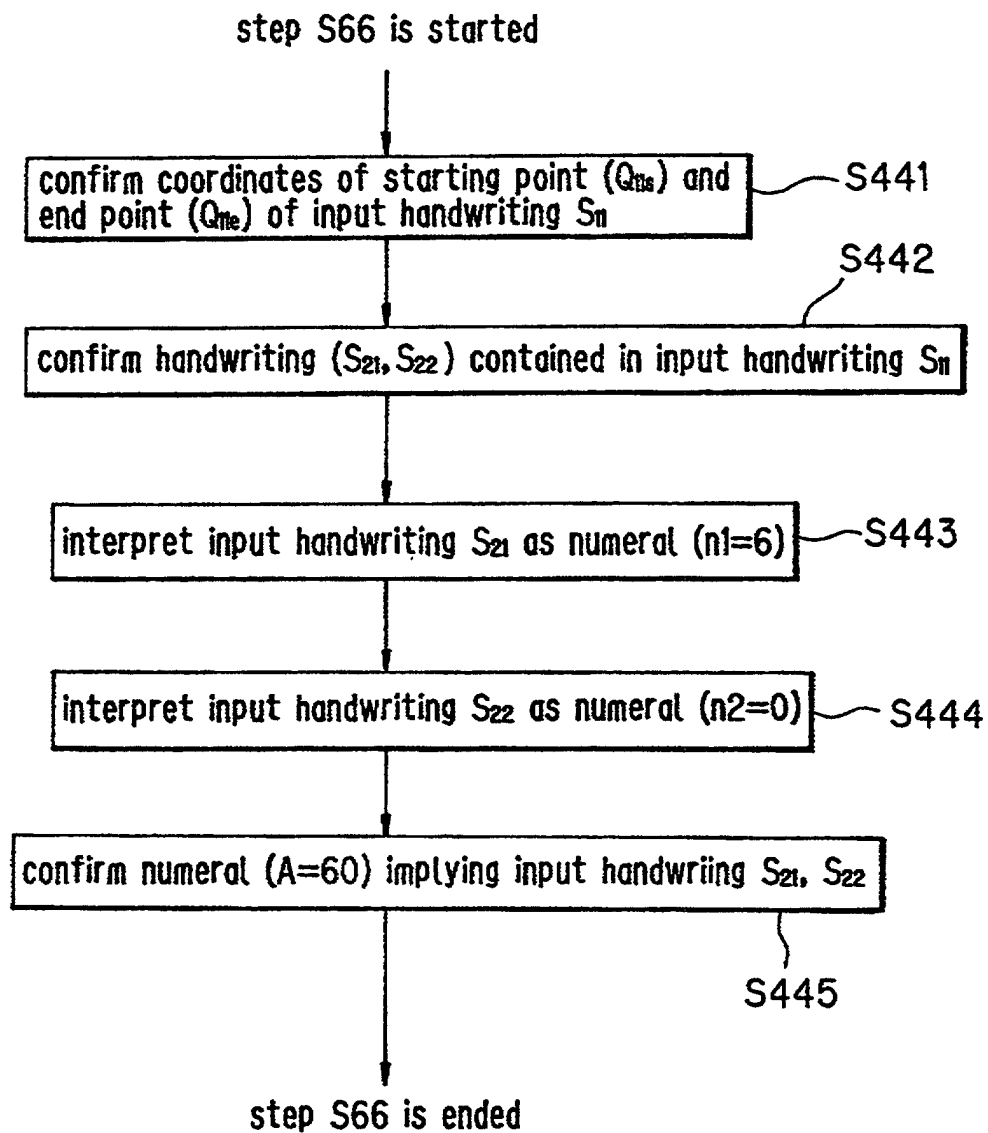 step S66 is started
confirm coordinates of starting point (Q11s) and
end point (Q11e) of input handwriting S11
S441
S442
confirm handwriting (S21, S22) contained in input handwriting S11
interpret input handwriting S21 as numeral (n1=6)
S443
interpret input handwriting S22 as numeral (n2=0)
S444
confirm numeral (A=60) implying input handwriing S21, S22
S445
step S66 is ended